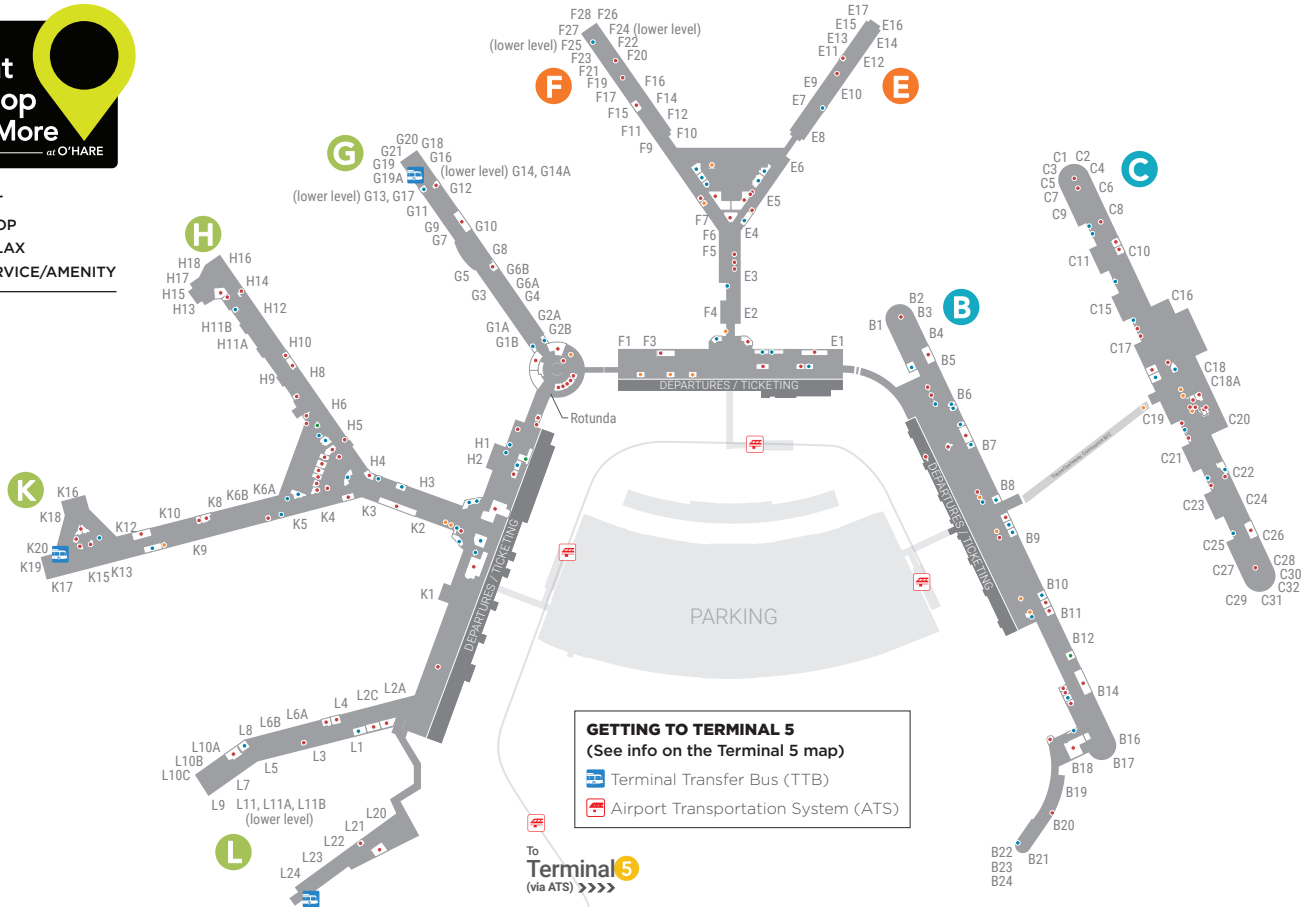 t
op
More
at O'HARE
T
OP
LAX
RVICE/AMENITY
F28 F26
F27 F24 (lower level)
(lower level) F25 F22
F23 F20
F21
F19 F16
F17 F14
F15 F12
F11 F10
F9
F
F7
F6
F5
F4
F1 F3
E17
E15 E16
E13 E14
E11 E12
E9
E7 E10
E8
E
E6
E5
E4
E3
E2
E1
DEPARTURES / TICKETING
G
G20 G18
G21 G16
G19 (lower level) G14, G14A
G19A G12
(lower level) G13, G17
G11
G9 G10
G7
G8
G5 G6B
G6A
G3 G4
G2A
G1A G2B
G1B
Rotunda
H
H18 H16
H17 H14
H15
H13 H12
H11B
H11A H10
H9 H8
H6
H5
H4
H3
H1
H2
K
K16
K18
K20
K19
K17
K15
K13
K12
K10
K9
K8
K6B
K6A
K5
K4
K3
K2
K1
DEPARTURES / TICKETING
L2A
L2C
L4
L6A
L6B
L8
L10A
L10B
L10C
L9
L7
L5
L3
L1
L11, L11A, L11B
(lower level)
L20
L21
L22
L23
L24
L
C
C1 C2
C3 C4
C5 C6
C7
C9 C8
C10
C11
C16
C15
C17
C18
C18A
C19 C20
C21
C22
C23
C24
C25 C26
C27 C28
C30
C32
C29 C31
B
B2
B1 B3
B4
B5
B6
B7
B8
B9
B10
B11
B12
B14
B16
B17
B18
B19
B20
B21
B22
B23
B24
DEPARTURES / TICKETING
PARKING
GETTING TO TERMINAL 5
(See info on the Terminal 5 map)
Terminal Transfer Bus (TTB)
Airport Transportation System (ATS)
To
Terminal 5
(via ATS) >>>>